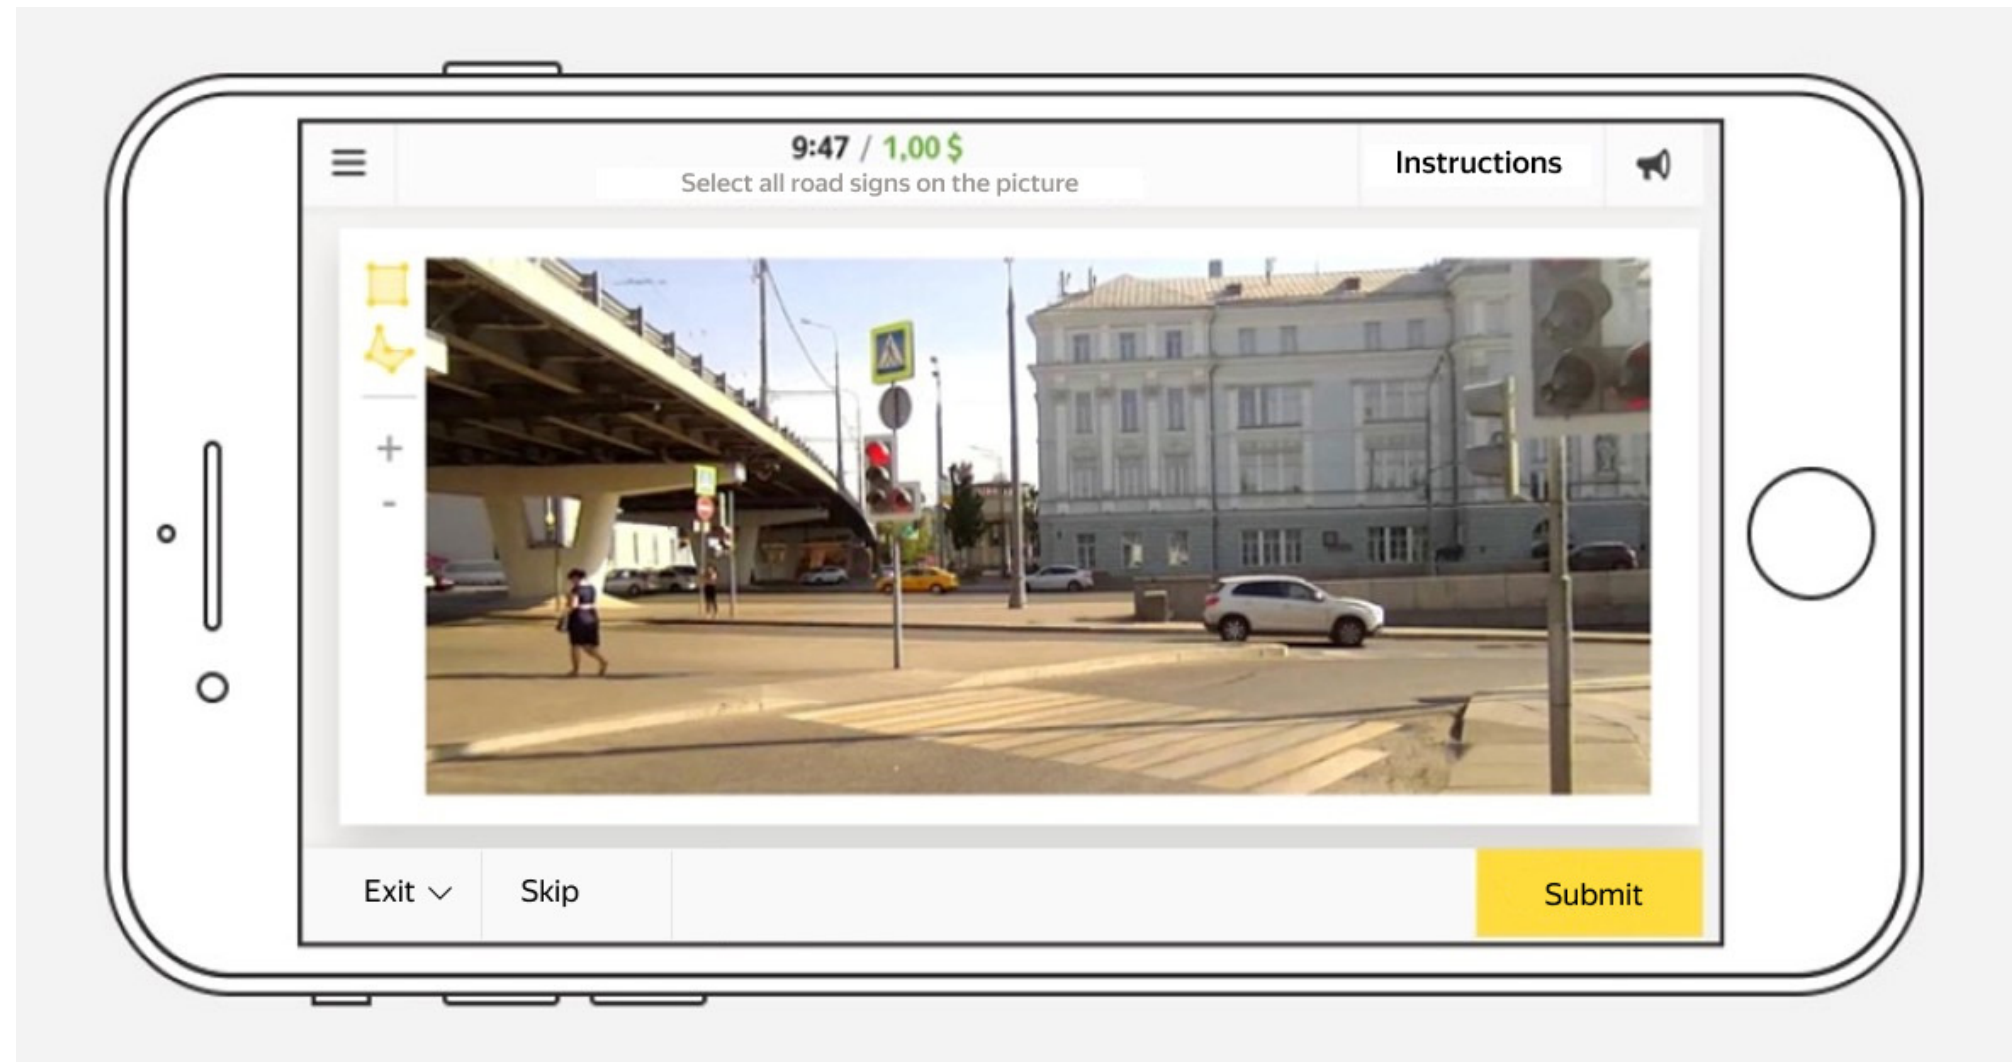 9:47 / 1,00 $
Select all road signs on the picture
Instructions
+
-
Exit
Skip
Submit